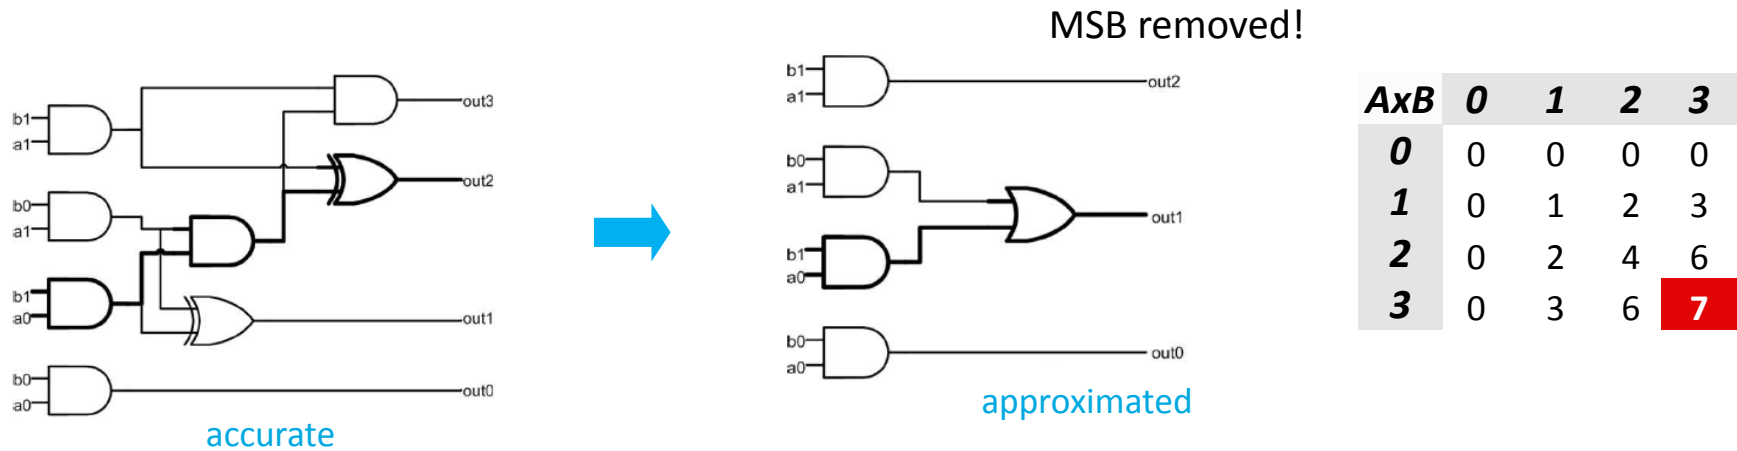 MSB removed!
b1
a1
out3
out2
b0
a1
b1
a0
out1
b0
a0
out0
accurate
b1
a1
out2
b0
a1
out1
b1
a0
b0
a0
out0
approximated
AxB 0 1 2 3
0 0 0 0 0
1 0 1 2 3
2 0 2 4 6
3 0 3 6 7